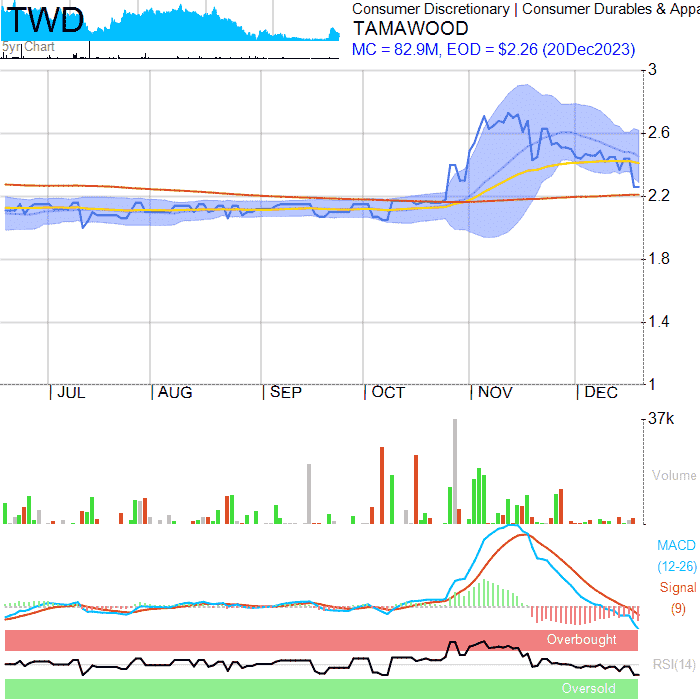 TWD
5yr Chart
Consumer Discretionary | Consumer Durables & Appa
TAMAWOOD
MC = 82.9M, EOD = $2.26 (20Dec2023)
3
2.6
2.2
1.8
1.4
1
JUL AUG SEP OCT NOV DEC
37k
Volume
MACD
(12-26)
Signal
(9)
Overbought
RSI(14)
Oversold